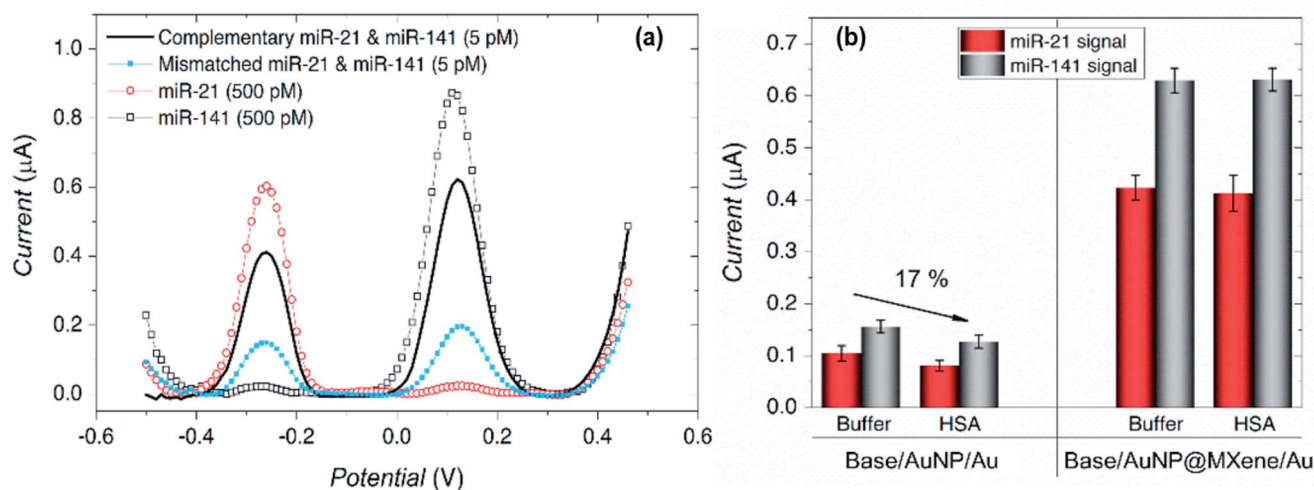 (a)
Complementary miR-21 & miR-141 (5 pM)
Mismatched miR-21 & miR-141 (5 pM)
miR-21 (500 pM)
miR-141 (500 pM)
1.0
0.8
0.6
0.4
0.2
0.0
Current (μA)
-0.6 -0.4 -0.2 0.0 0.2 0.4 0.6
Potential (V)
(b)
miR-21 signal
miR-141 signal
0.7
0.6
0.5
0.4
0.3
0.2
0.1
0.0
Current (μA)
17 %
Buffer HSA Buffer HSA
Base/AuNP/Au Base/AuNP@MXene/Au